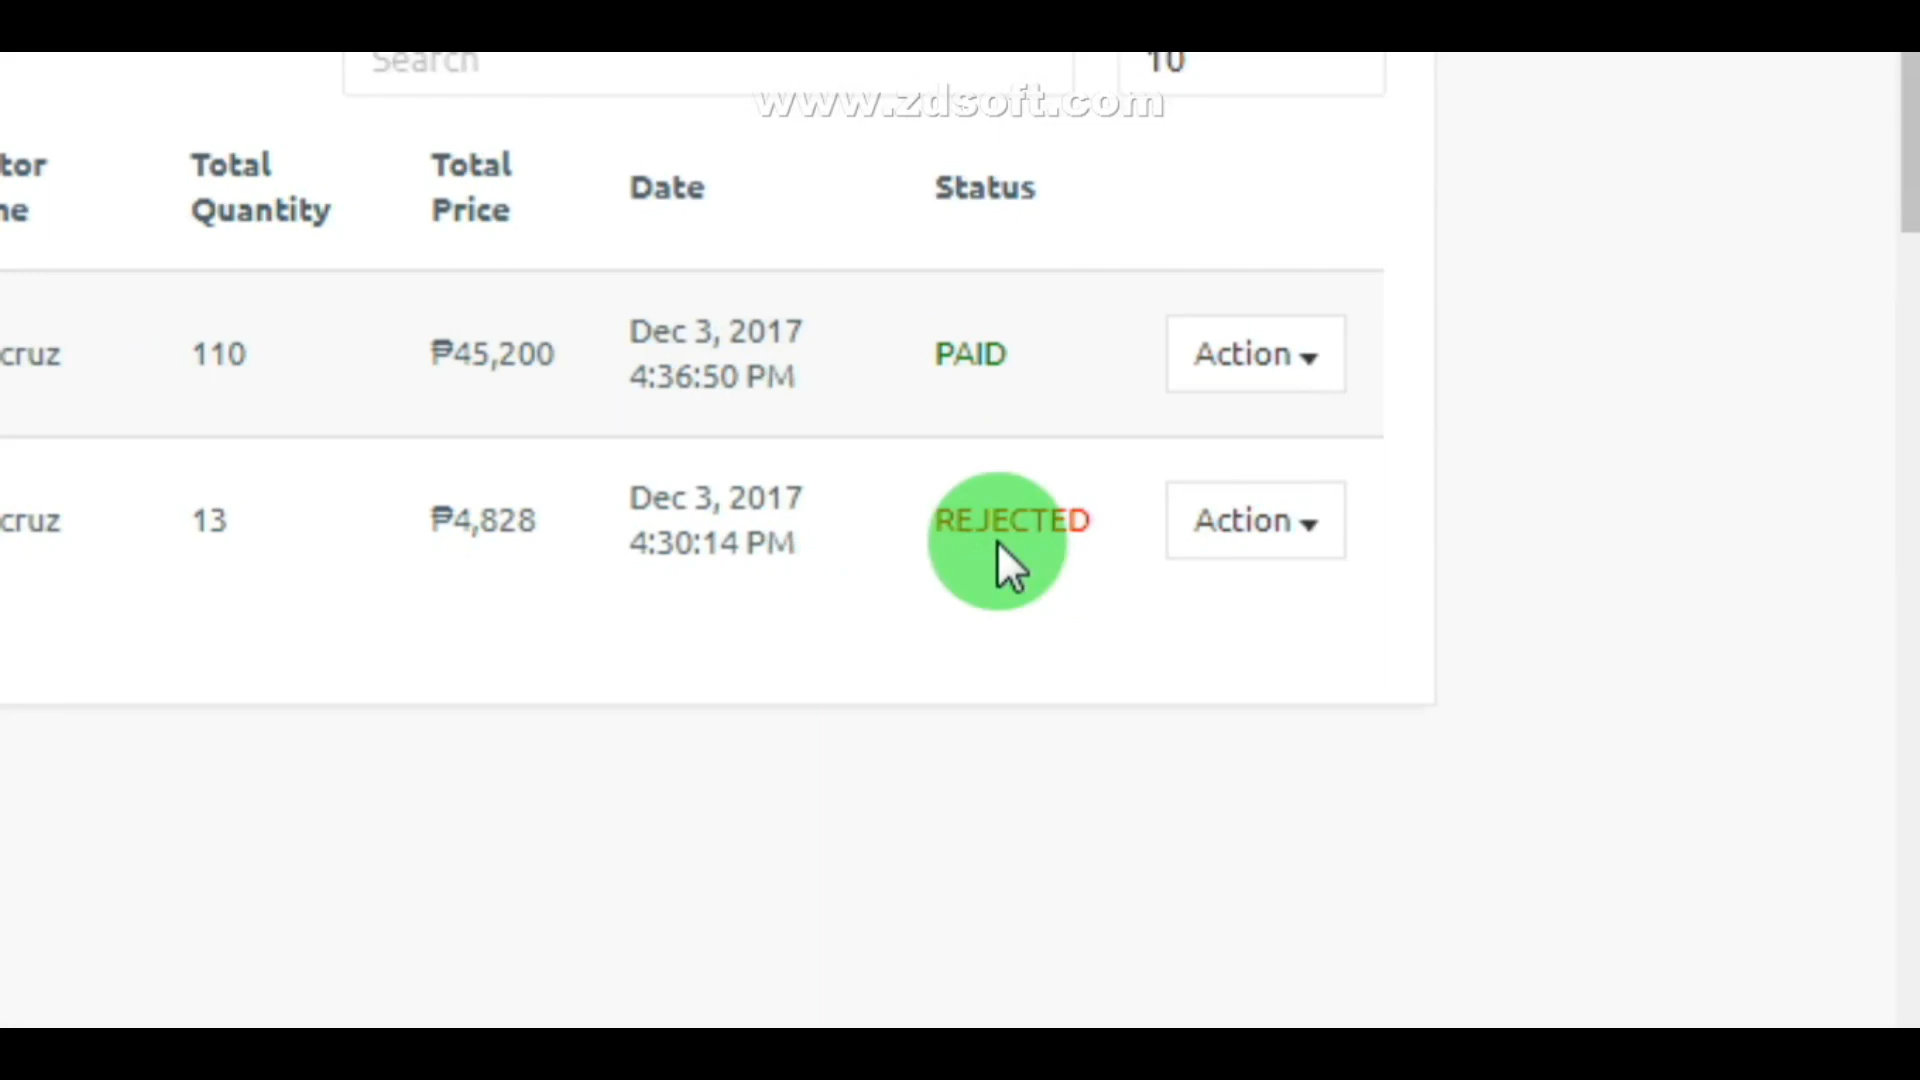 Search
10
www.zdsoft.com
tor
ne
Total
Quantity
Total
Price
Date
Status
cruz
110
₱45,200
Dec 3, 2017
4:36:50 PM
PAID
Action
cruz
13
₱4,828
Dec 3, 2017
4:30:14 PM
REJECTED
Action